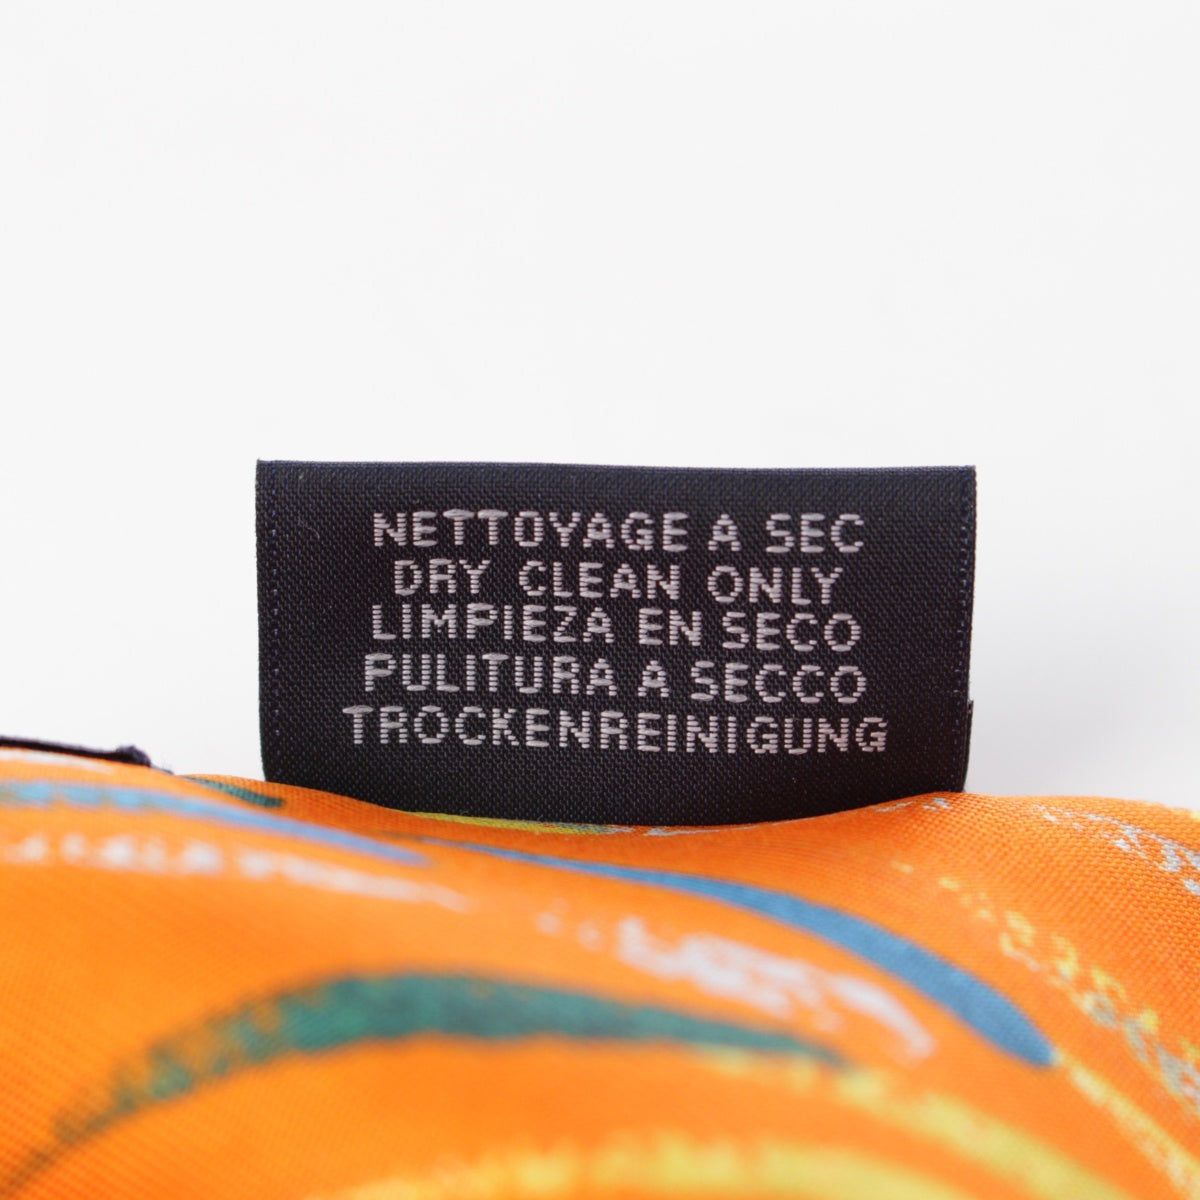 NETTOYAGE A SEC
DRY CLEAN ONLY
LIMPIEZA EN SECO
PULITURA A SECCO
TROCKENREINIGUNG